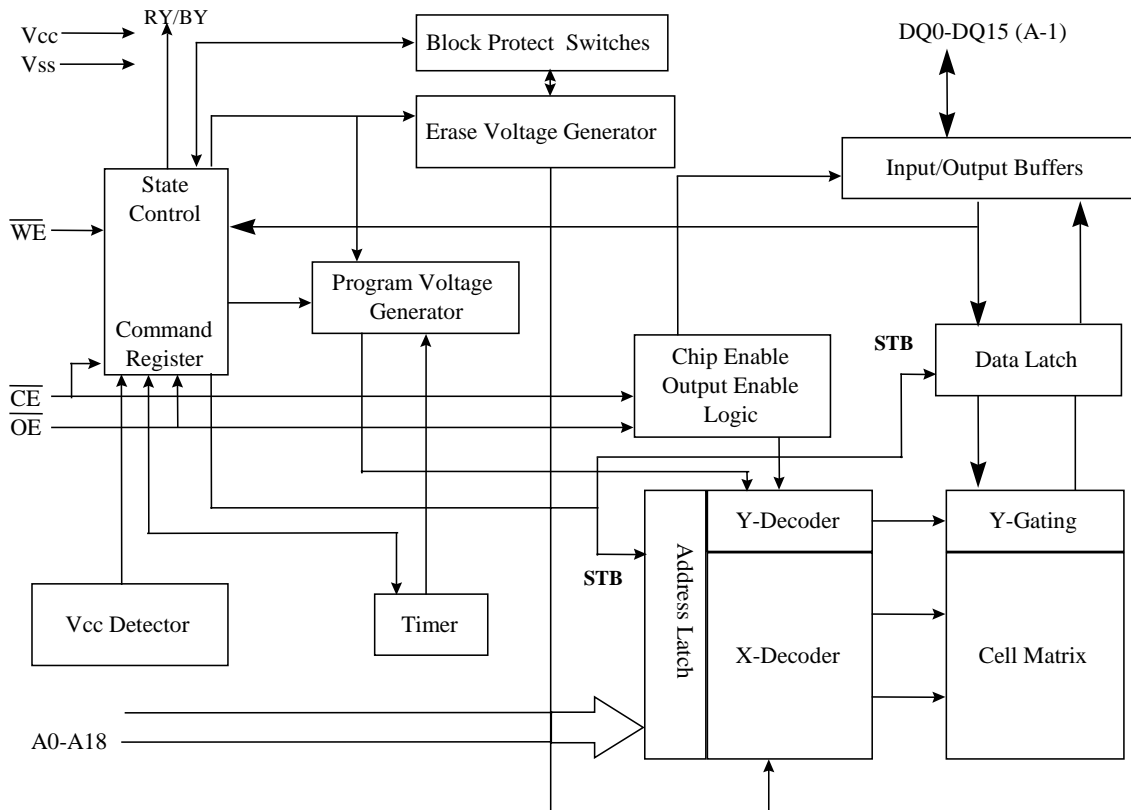 RY/BY
Vcc
Vss
Block Protect Switches
DQ0-DQ15 (A-1)
Erase Voltage Generator
Input/Output Buffers
State
Control
WE
Program Voltage
Generator
Command
Register
STB
Chip Enable
Output Enable
Logic
Data Latch
CE
OE
Y-Decoder
Y-Gating
Address Latch
STB
Vcc Detector
Timer
X-Decoder
Cell Matrix
A0-A18